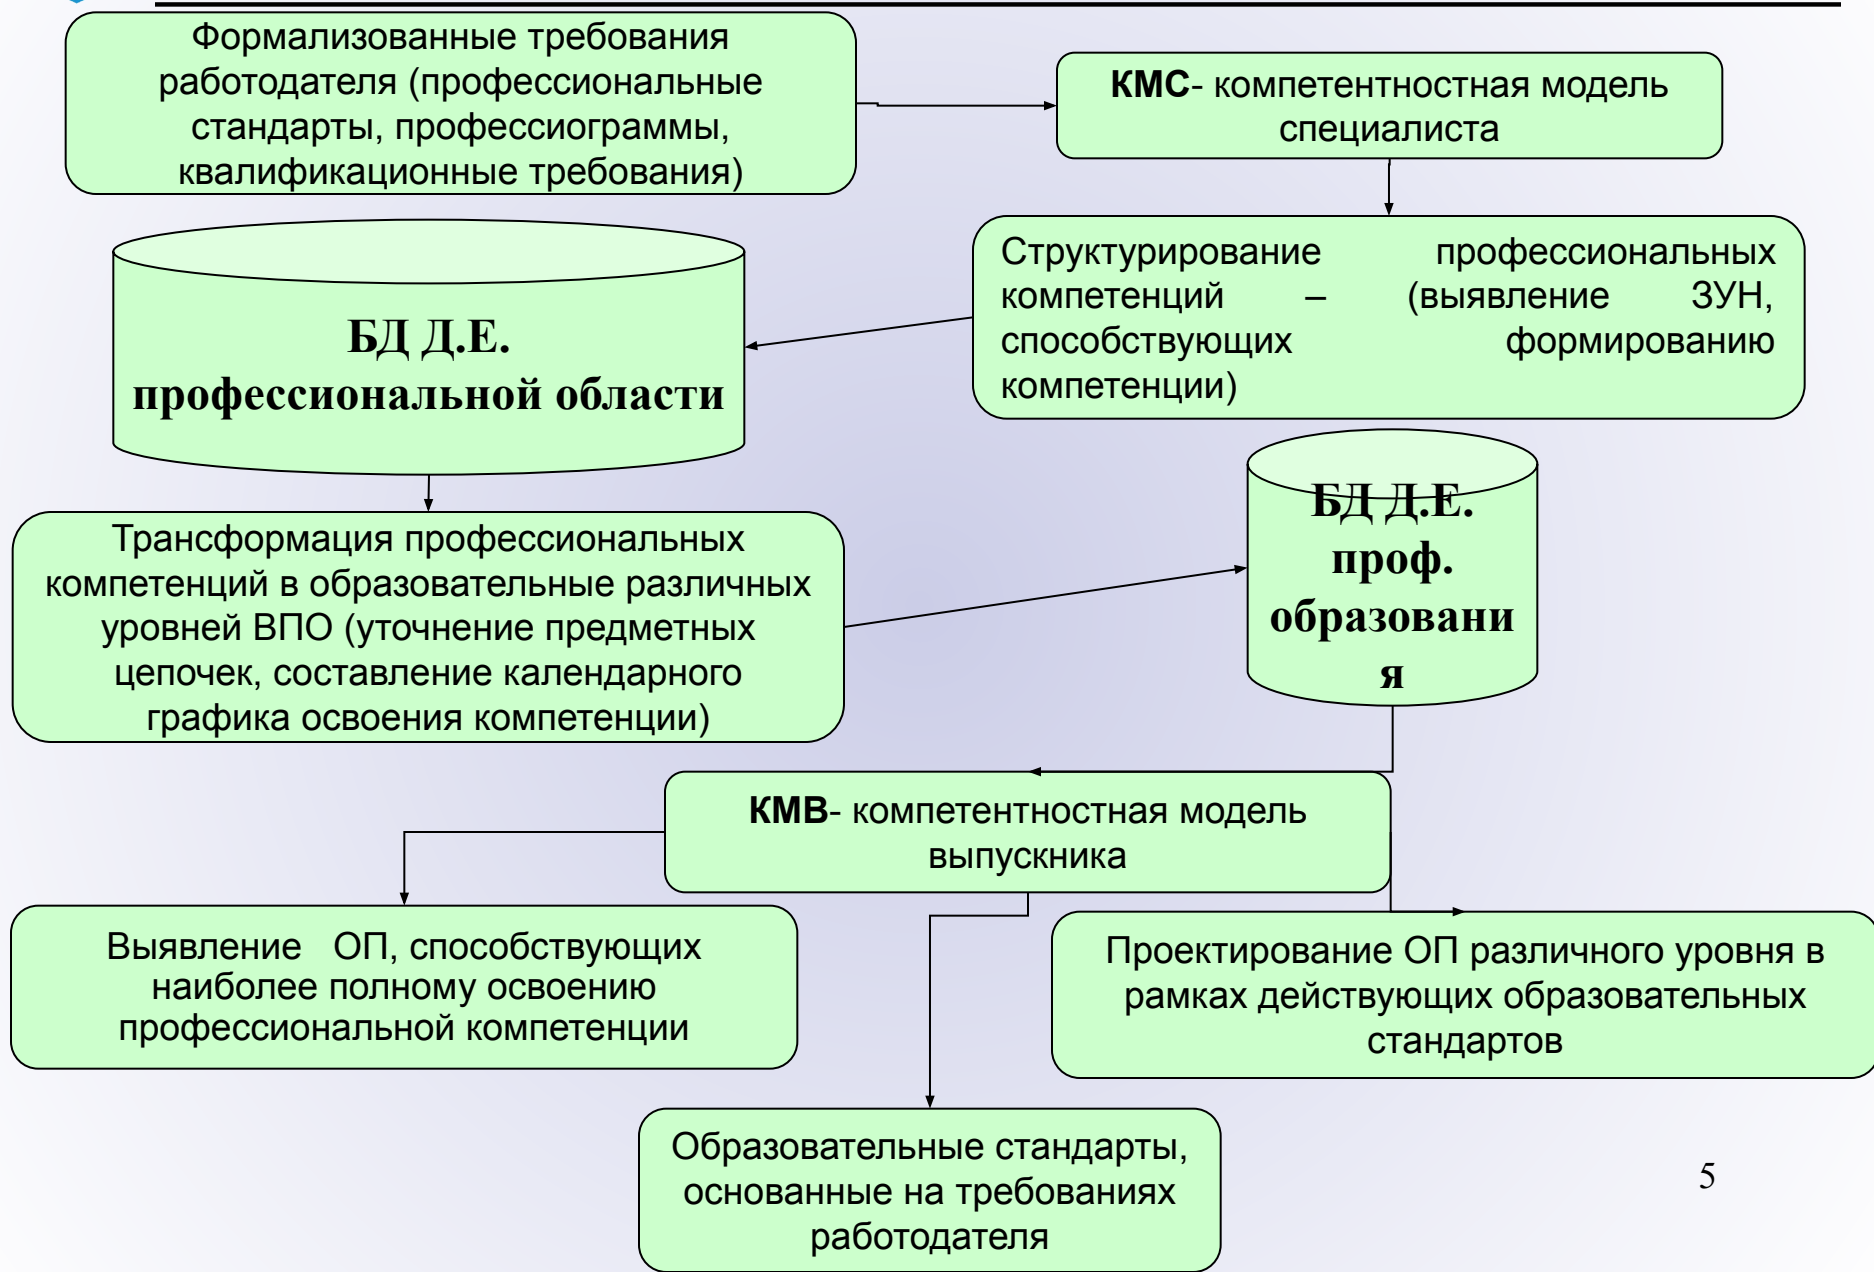 Формализованные требования
работодателя (профессиональные
стандарты, профессиограммы,
квалификационные требования)
КМС- компетентностная модель
специалиста
Структурирование профессиональных
компетенций – (выявление ЗУН,
способствующих формированию
компетенции)
БД Д.Е.
профессиональной области
БД Д.Е.
проф.
образовани
я
Трансформация профессиональных
компетенций в образовательные различных
уровней ВПО (уточнение предметных
цепочек, составление календарного
графика освоения компетенции)
КМВ- компетентностная модель
выпускника
Выявление ОП, способствующих
наиболее полному освоению
профессиональной компетенции
Проектирование ОП различного уровня в
рамках действующих образовательных
стандартов
Образовательные стандарты,
основанные на требованиях
работодателя
5